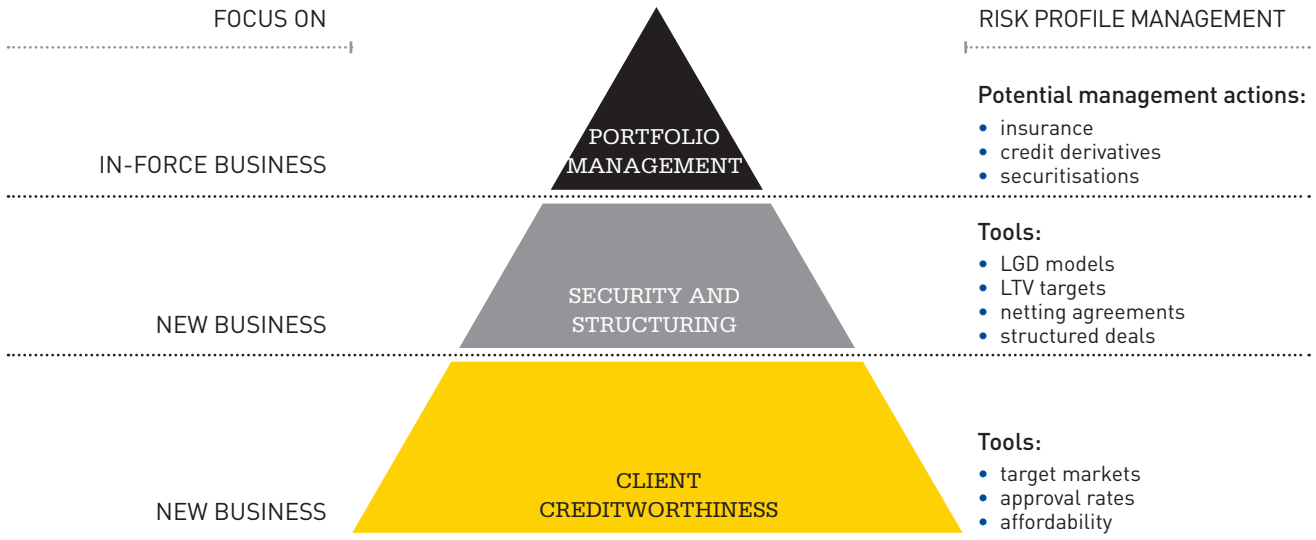 FOCUS ON
RISK PROFILE MANAGEMENT
IN-FORCE BUSINESS
PORTFOLIO
MANAGEMENT
Potential management actions:
• insurance
• credit derivatives
• securitisations
NEW BUSINESS
SECURITY AND
STRUCTURING
Tools:
• LGD models
• LTV targets
• netting agreements
• structured deals
NEW BUSINESS
CLIENT
CREDITWORTHINESS
Tools:
• target markets
• approval rates
• affordability